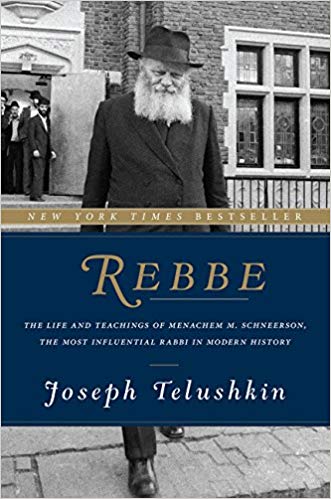 NEW YORK TIMES BESTSELLER
REBBE
THE LIFE AND TEACHINGS OF MENACHEM M. SCHNEERSON,
THE MOST INFLUENTIAL RABBI IN MODERN HISTORY
Joseph Telushkin